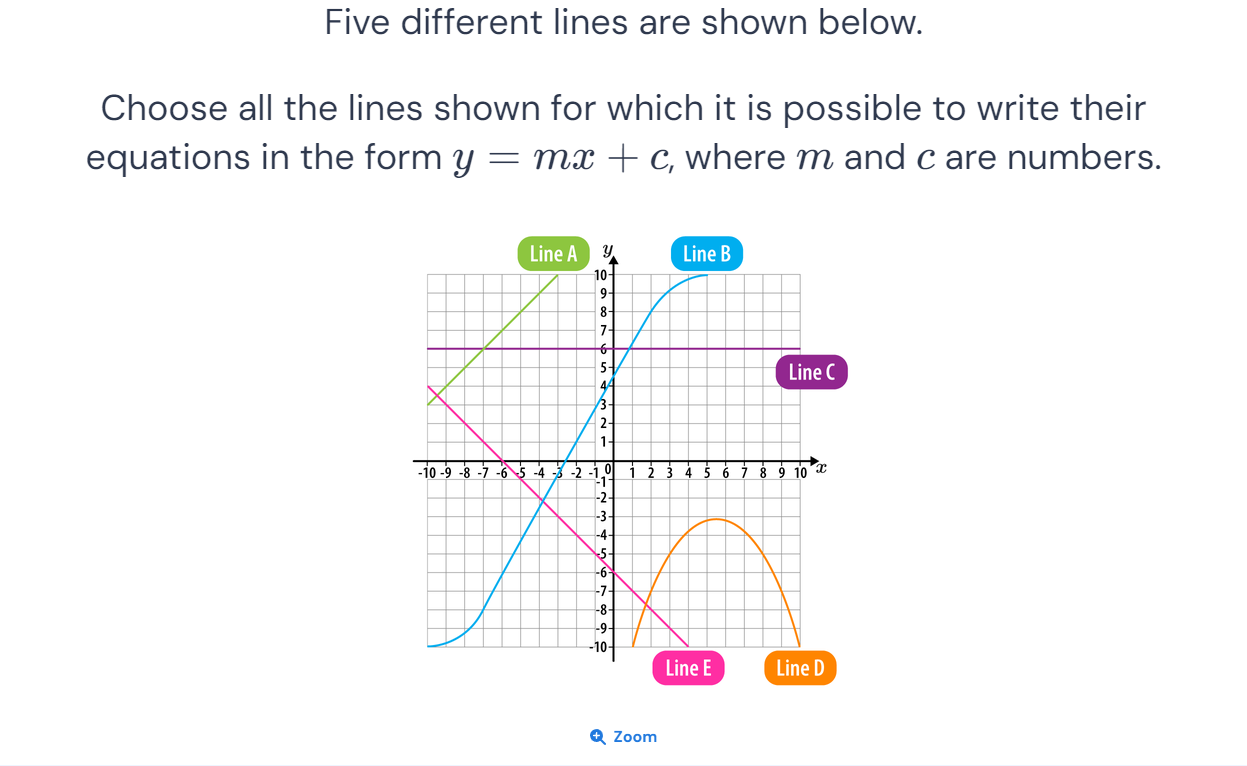 Five different lines are shown below.
Choose all the lines shown for which it is possible to write their
equations in the form y = mx + c, where m and c are numbers.
Line A
y
Line B
10
9
8
7
6
5
4
3
2
1
Line C
-10 -9 -8 -7 -6 -5 -4 -3 -2 -1 0 1 2 3 4 5 6 7 8 9 10 x
-1
-2
-3
-4
-5
-6
-7
-8
-9
-10
Line E
Line D
Zoom